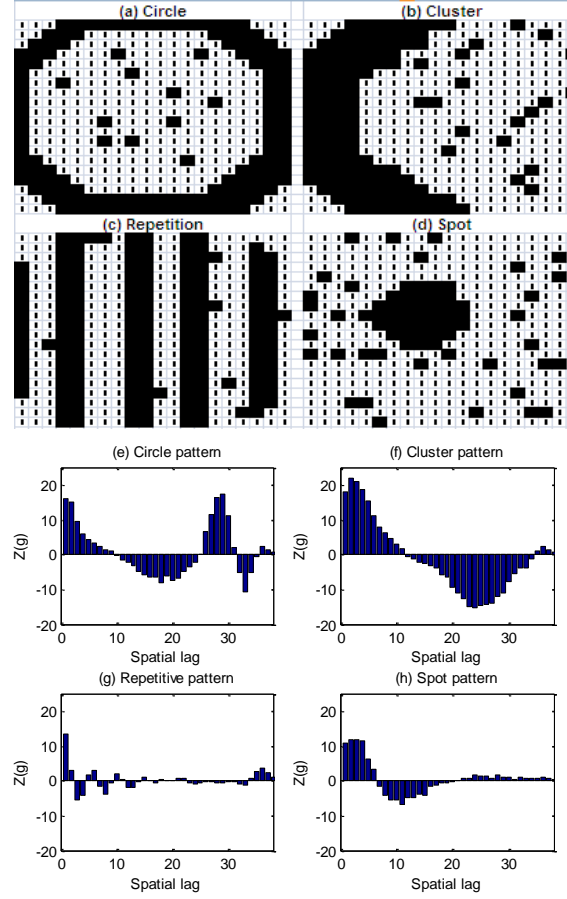 (a) Circle (b) Cluster
(c) Repetition (d) Spot
(e) Circle pattern (f) Cluster pattern
20 20
10 10
0 0
-10 -10
-20 -20
Z(g) Z(g)
0 10 20 30 0 10 20 30
Spatial lag Spatial lag
(g) Repetitive pattern (h) Spot pattern
20 20
10 10
0 0
-10 -10
-20 -20
Z(g) Z(g)
0 10 20 30 0 10 20 30
Spatial lag Spatial lag